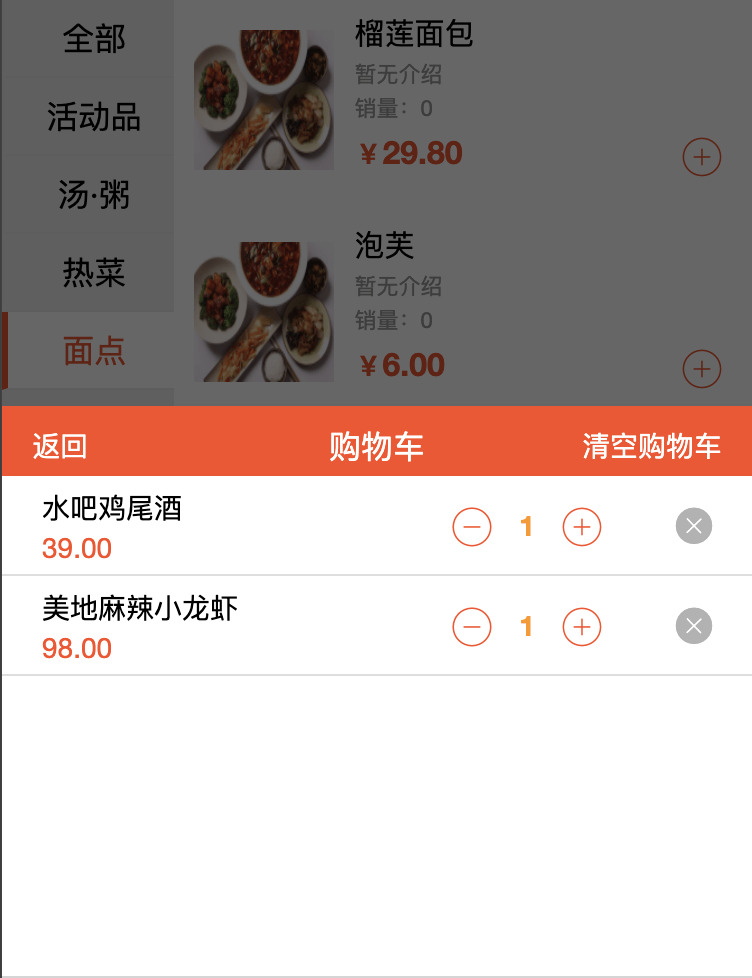 全部
活动品
汤·粥
热菜
面点
榴莲面包
暂无介绍
销量：0
￥29.80
泡芙
暂无介绍
销量：0
￥6.00
返回 购物车 清空购物车
水吧鸡尾酒
39.00
1
美地麻辣小龙虾
98.00
1